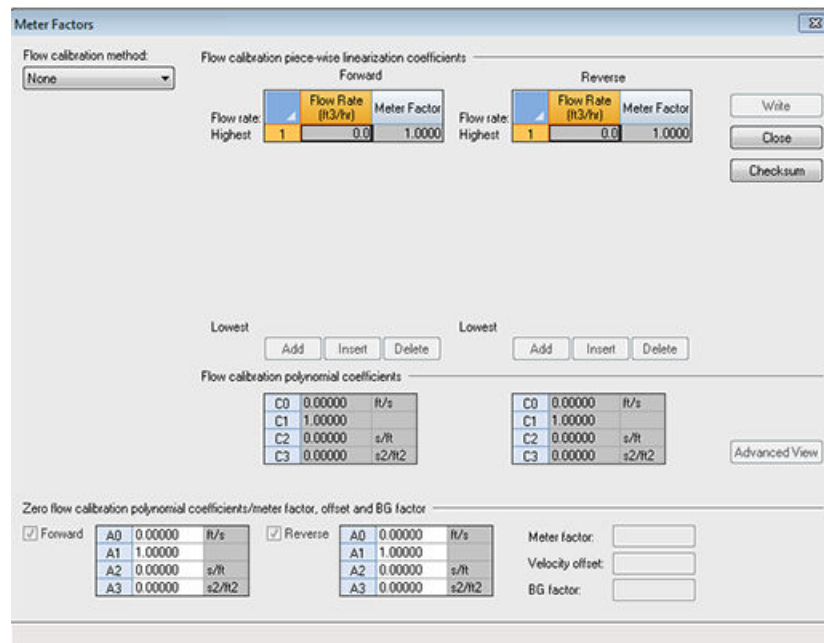 Meter Factors
Flow calibration method:
None
Flow calibration piece-wise linearization coefficients
Forward
Reverse
Flow rate:
Highest
Flow Rate (ft3/hr) Meter Factor
1 0.0 1.0000
Flow rate:
Highest
Flow Rate (ft3/hr) Meter Factor
1 0.0 1.0000
Write
Close
Checksum
Lowest
Add Insert Delete
Lowest
Add Insert Delete
Flow calibration polynomial coefficients
C0 0.00000 ft/s
C1 1.00000
C2 0.00000 s/ft
C3 0.00000 s2/ft2
C0 0.00000 ft/s
C1 1.00000
C2 0.00000 s/ft
C3 0.00000 s2/ft2
Advanced View
Zero flow calibration polynomial coefficients/meter factor, offset and BG factor
Forward
A0 0.00000 ft/s
A1 1.00000
A2 0.00000 s/ft
A3 0.00000 s2/ft2
Reverse
A0 0.00000 ft/s
A1 1.00000
A2 0.00000 s/ft
A3 0.00000 s2/ft2
Meter factor:
Velocity offset:
BG factor: